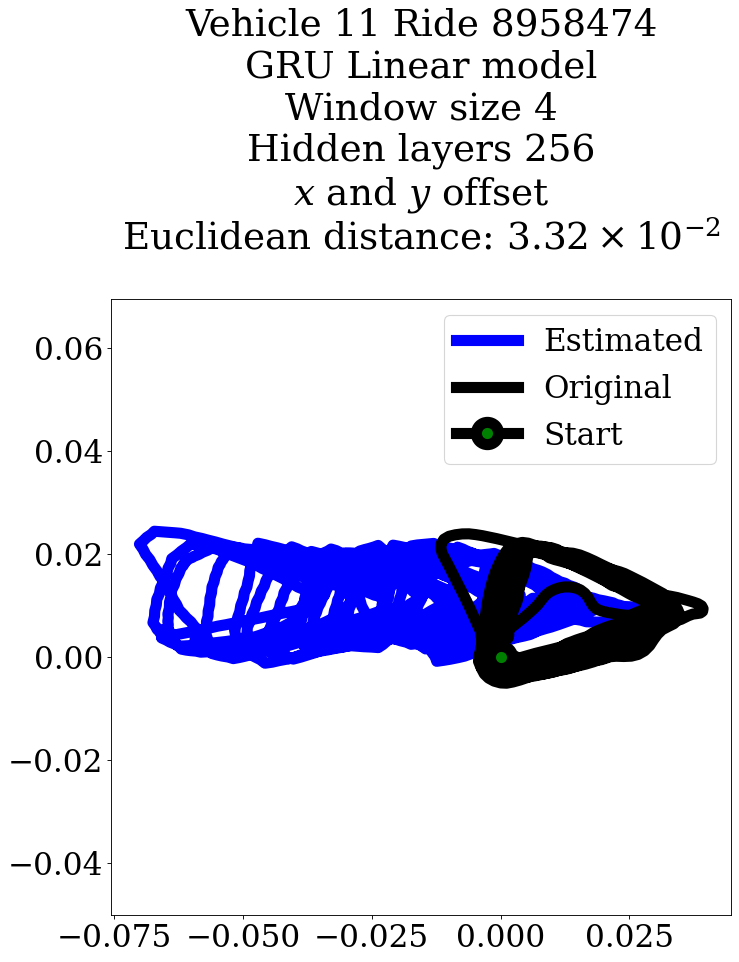 Vehicle 11 Ride 8958474
GRU Linear model
Window size 4
Hidden layers 256
x and y offset
Euclidean distance: 3.32 × 10⁻²
Estimated
Original
Start
0.06
0.04
0.02
0.00
−0.02
−0.04
−0.075 −0.050 −0.025 0.000 0.025